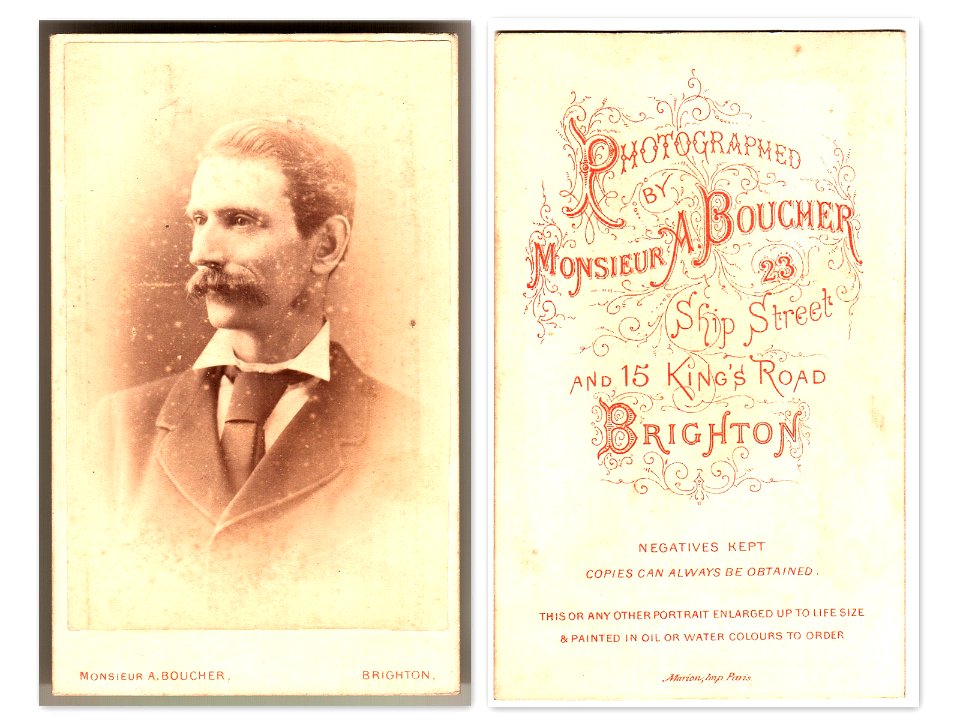 MONSIEUR A. BOUCHER,
BRIGHTON,
PHOTOGRAPHED
BY
MONSIEUR A. BOUCHER
23
Ship Street
AND 15 KING'S ROAD
BRIGHTON
NEGATIVES KEPT
COPIES CAN ALWAYS BE OBTAINED.
THIS OR ANY OTHER PORTRAIT ENLARGED UP TO LIFE SIZE
& PAINTED IN OIL OR WATER COLOURS TO ORDER
Marion, Imp Paris